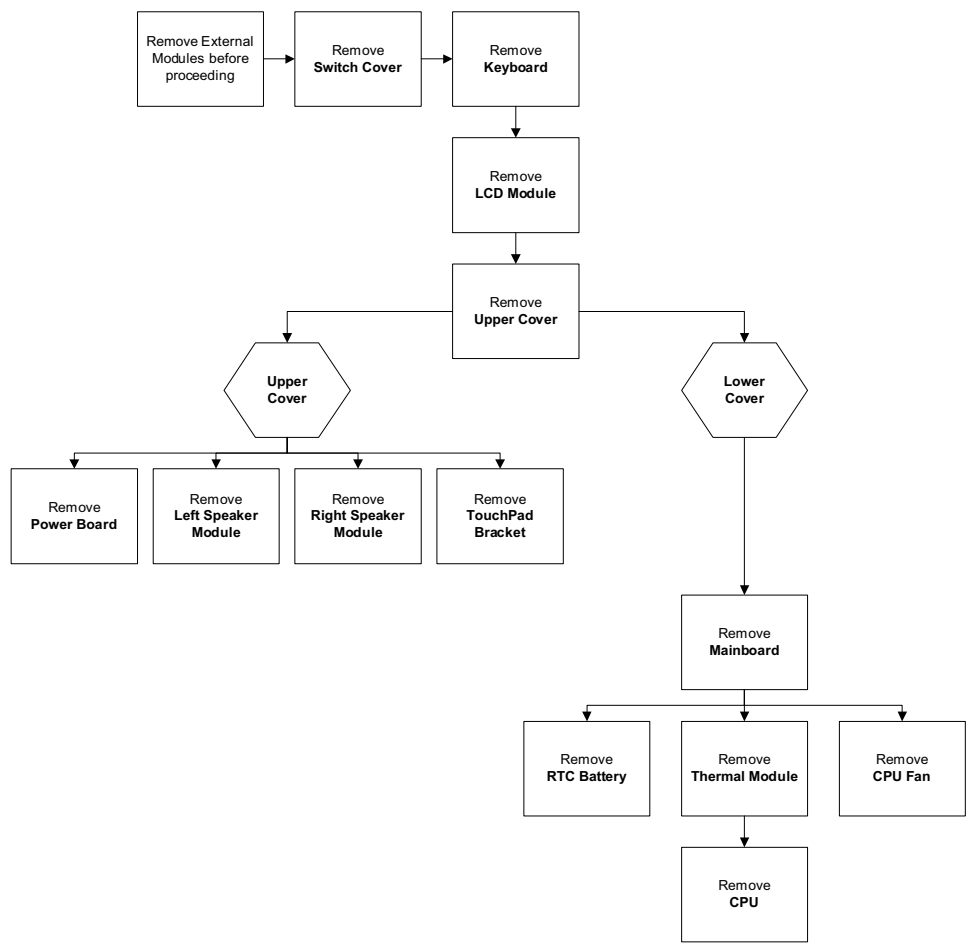 Remove External
Modules before
proceeding
Remove
Switch Cover
Remove
Keyboard
Remove
LCD Module
Remove
Upper Cover
Upper
Cover
Lower
Cover
Remove
Power Board
Remove
Left Speaker
Module
Remove
Right Speaker
Module
Remove
TouchPad
Bracket
Remove
Mainboard
Remove
RTC Battery
Remove
Thermal Module
Remove
CPU Fan
Remove
CPU